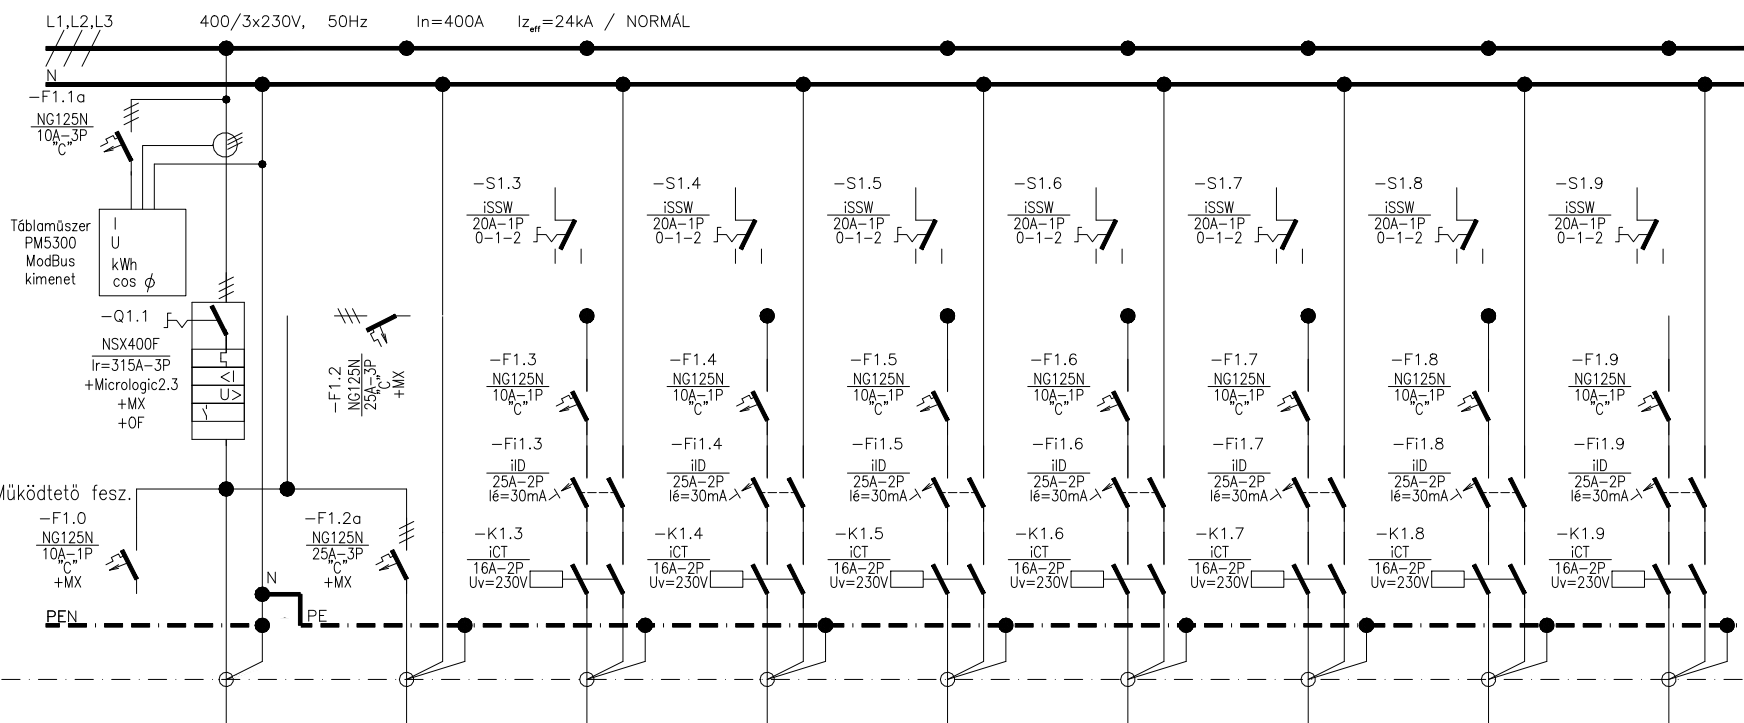 L1,L2,L3 400/3x230V, 50Hz In=400A Iz eff=24kA / NORMÁL
N
−F1.1a
NG125N
10A−3P
"C"
Táblaműszer
PM5300
ModBus
kimenet
I
U
kWh
cos ϕ
−Q1.1
NSX400F
Ir=315A−3P
+Micrologic2.3
+MX
+OF
I>
U<
−F1.2
NG125N
25A−3P
"C"
+MX
Működtető fesz.
−F1.0
NG125N
10A−1P
"C"
+MX
−F1.2a
NG125N
25A−3P
"C"
+MX
N
PEN
PE
−S1.3
iSSW
20A−1P
0−1−2
−F1.3
NG125N
10A−1P
"C"
−Fi1.3
iID
25A−2P
Ié=30mA
−K1.3
iCT
16A−2P
Uv=230V
−S1.4
iSSW
20A−1P
0−1−2
−F1.4
NG125N
10A−1P
"C"
−Fi1.4
iID
25A−2P
Ié=30mA
−K1.4
iCT
16A−2P
Uv=230V
−S1.5
iSSW
20A−1P
0−1−2
−F1.5
NG125N
10A−1P
"C"
−Fi1.5
iID
25A−2P
Ié=30mA
−K1.5
iCT
16A−2P
Uv=230V
−S1.6
iSSW
20A−1P
0−1−2
−F1.6
NG125N
10A−1P
"C"
−Fi1.6
iID
25A−2P
Ié=30mA
−K1.6
iCT
16A−2P
Uv=230V
−S1.7
iSSW
20A−1P
0−1−2
−F1.7
NG125N
10A−1P
"C"
−Fi1.7
iID
25A−2P
Ié=30mA
−K1.7
iCT
16A−2P
Uv=230V
−S1.8
iSSW
20A−1P
0−1−2
−F1.8
NG125N
10A−1P
"C"
−Fi1.8
iID
25A−2P
Ié=30mA
−K1.8
iCT
16A−2P
Uv=230V
−S1.9
iSSW
20A−1P
0−1−2
−F1.9
NG125N
10A−1P
"C"
−Fi1.9
iID
25A−2P
Ié=30mA
−K1.9
iCT
16A−2P
Uv=230V